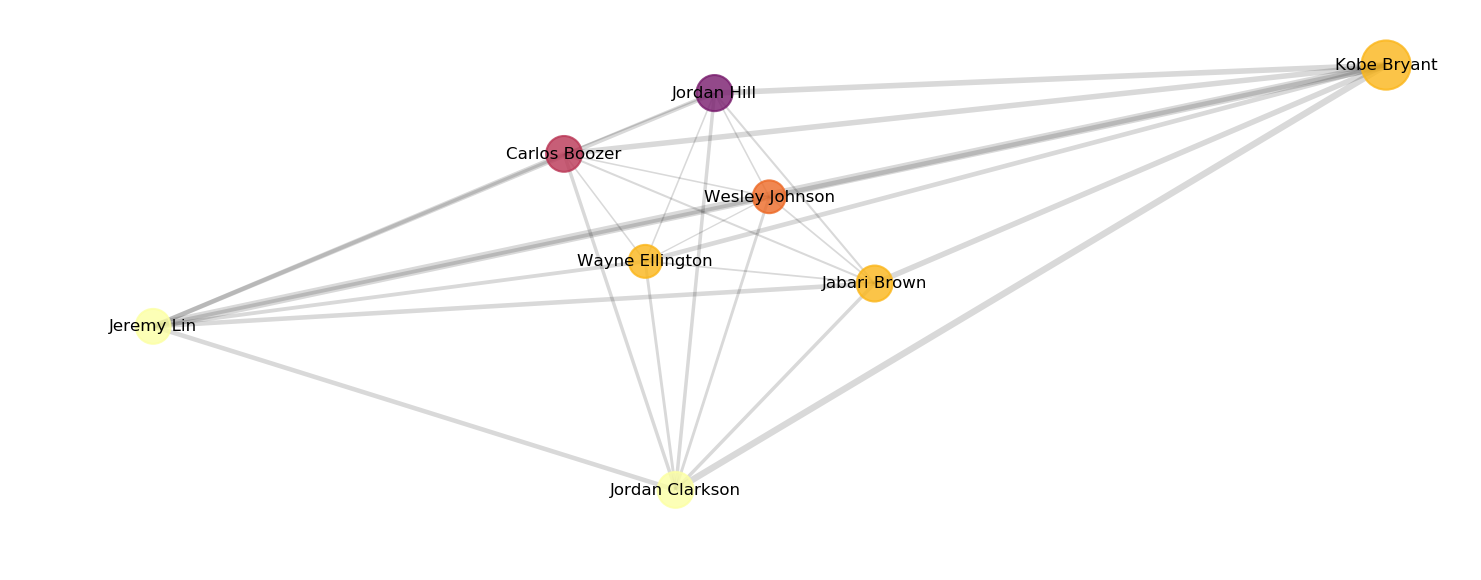 Kobe Bryant
Jordan Hill
Carlos Boozer
Wesley Johnson
Wayne Ellington
Jabari Brown
Jeremy Lin
Jordan Clarkson